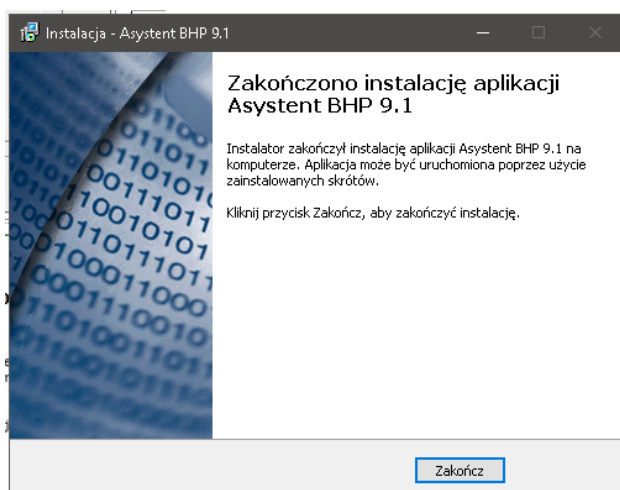 Instalacja - Asystent BHP 9.1
Zakończono instalację aplikacji
Asystent BHP 9.1
Instalator zakończył instalację aplikacji Asystent BHP 9.1 na
komputerze. Aplikacja może być uruchomiona poprzez użycie
zainstalowanych skrótów.
Kliknij przycisk Zakończ, aby zakończyć instalację.
Zakończ